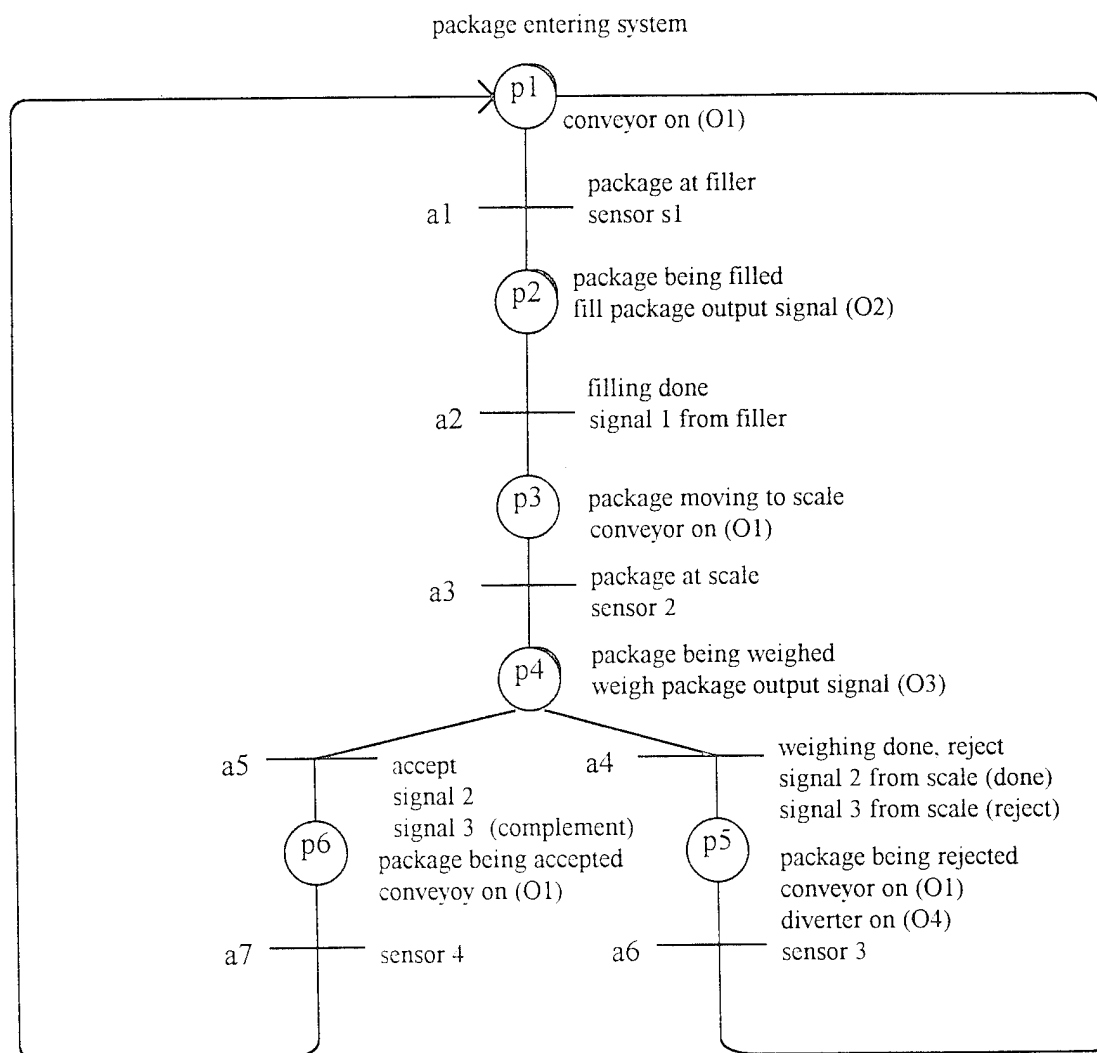 package entering system
p1
conveyor on (O1)
a1
package at filler
sensor s1
p2
package being filled
fill package output signal (O2)
a2
filling done
signal 1 from filler
p3
package moving to scale
conveyor on (O1)
a3
package at scale
sensor 2
p4
package being weighed
weigh package output signal (O3)
a5
accept
signal 2
signal 3 (complement)
p6
package being accepted
conveyoy on (O1)
a7
sensor 4
a4
weighing done, reject
signal 2 from scale (done)
signal 3 from scale (reject)
p5
package being rejected
conveyor on (O1)
diverter on (O4)
a6
sensor 3